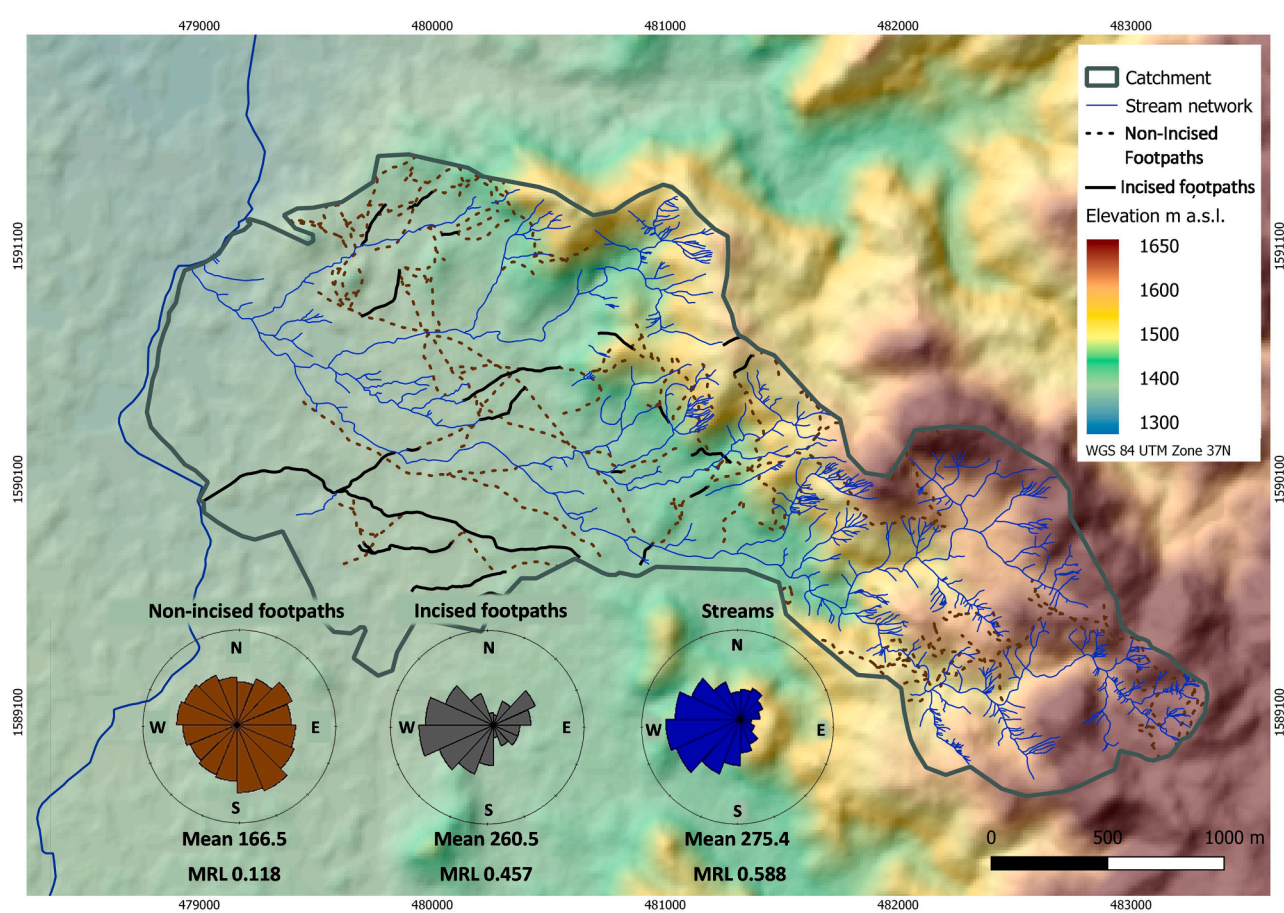 479000 480000 481000 482000 483000
1591100
1591100
Catchment
Stream network
Non-Incised
Footpaths
Incised footpaths
Elevation m a.s.l.
1650
1600
1500
1400
1300
WGS 84 UTM Zone 37N
1590100
1590100
1589100
1589100
Non-incised footpaths Incised footpaths Streams
N N N
W E W E W E
S S S
Mean 166.5 Mean 260.5 Mean 275.4
MRL 0.118 MRL 0.457 MRL 0.588
0 500 1000 m
479000 480000 481000 482000 483000